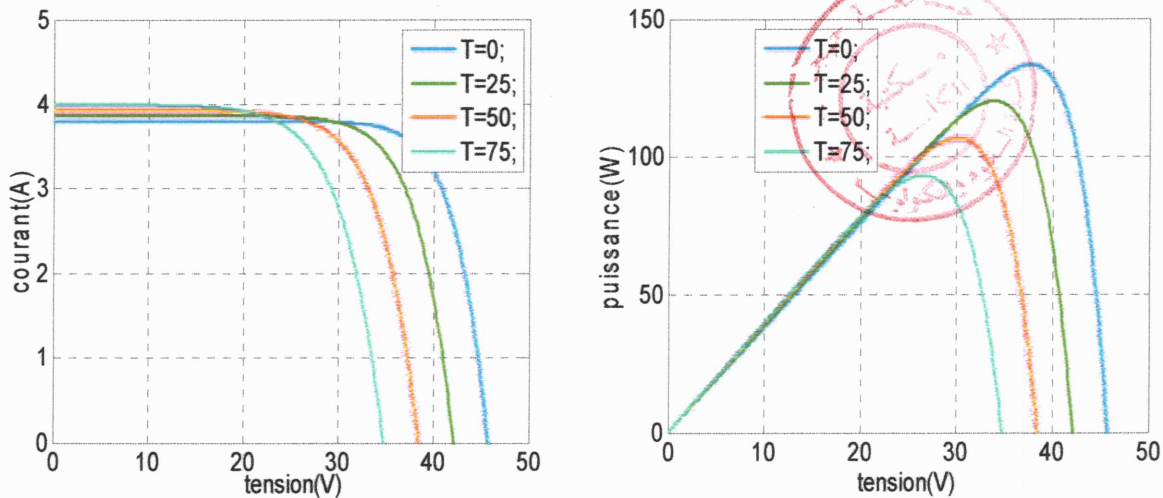 5
4
3
2
1
0
courant(A)
0 10 20 30 40 50
tension(V)
T=0;
T=25;
T=50;
T=75;
150
100
50
0
puissance(W)
0 10 20 30 40 50
tension(V)
T=0;
T=25;
T=50;
T=75;